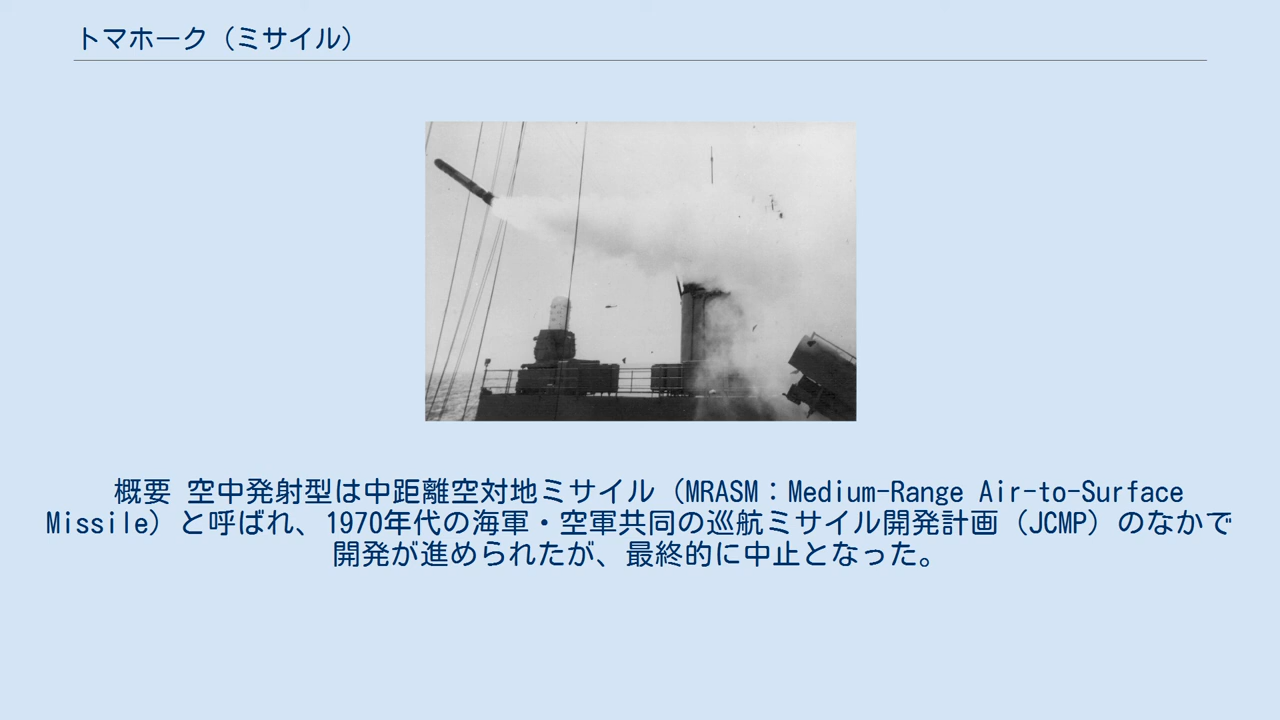 トマホーク（ミサイル）
概要 空中発射型は中距離空対地ミサイル（MRASM：Medium-Range Air-to-Surface
Missile）と呼ばれ、1970年代の海軍・空軍共同の巡航ミサイル開発計画（JCMP）のなかで
開発が進められたが、最終的に中止となった。